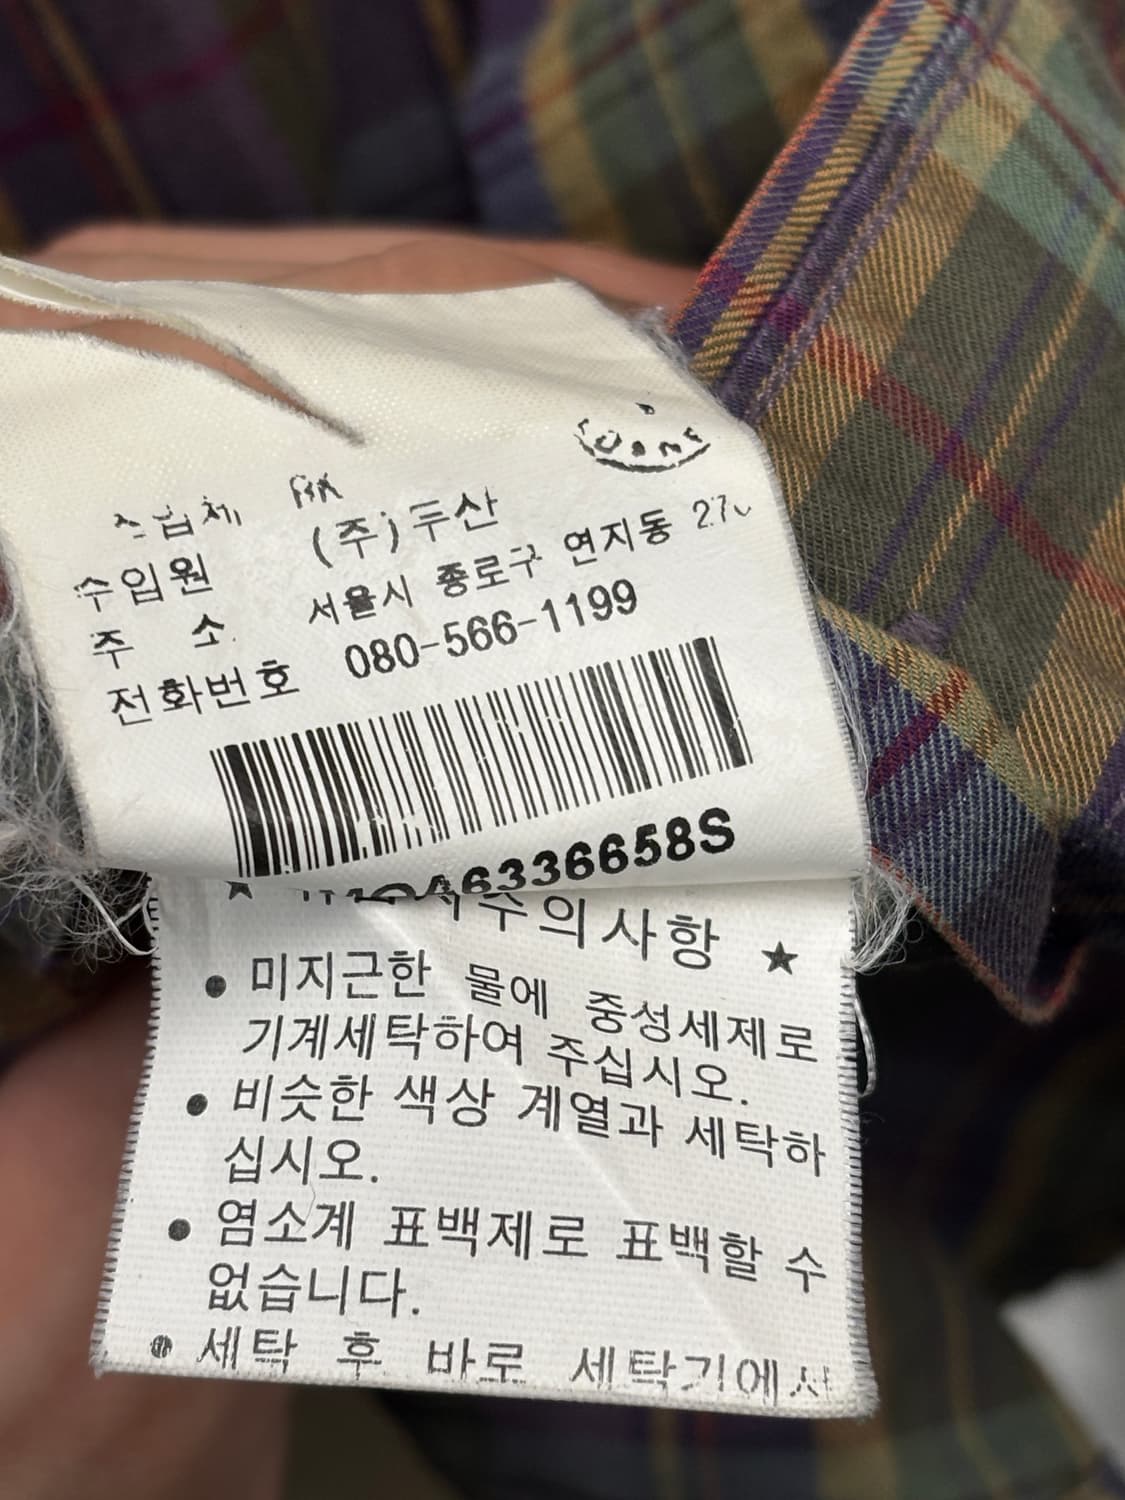 수입원 (주)두산
주 소 서울시 종로구 연지동
전화번호 080-566-1199
6336658S
주의사항 ★
● 미지근한 물에 중성세제로
기계세탁하여 주십시오.
● 비슷한 색상 계열과 세탁하
십시오.
● 염소계 표백제로 표백할 수
없습니다.
● 세탁 후 바로 세탁기에서